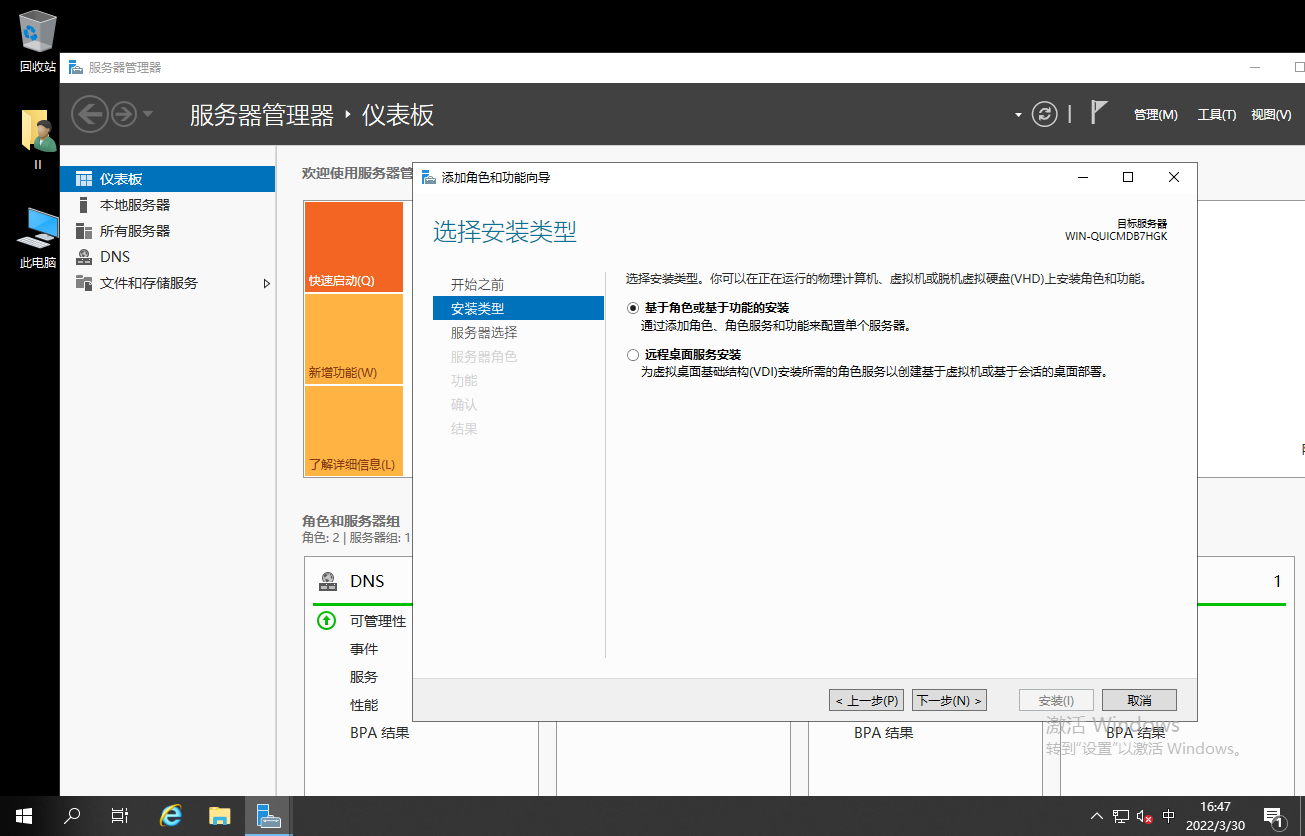 回收站
服务器管理器
服务器管理器 仪表板
管理(M) 工具(T) 视图(V)
II
此电脑
仪表板
本地服务器
所有服务器
DNS
文件和存储服务
欢迎使用服务器管
快速启动(Q)
新增功能(W)
了解详细信息(L)
角色和服务器组
角色: 2 | 服务器组: 1
DNS
可管理性
事件
服务
性能
BPA 结果
添加角色和功能向导
选择安装类型
目标服务器
WIN-QUICMDB7HGK
开始之前
安装类型
服务器选择
服务器角色
功能
确认
结果
选择安装类型。你可以在正在运行的物理计算机、虚拟机或脱机虚拟硬盘(VHD)上安装角色和功能。
基于角色或基于功能的安装
通过添加角色、角色服务和功能来配置单个服务器。
远程桌面服务安装
为虚拟桌面基础结构(VDI)安装所需的角色服务以创建基于虚拟机或基于会话的桌面部署。
< 上一步(P) 下一步(N) > 安装(I) 取消
1
BPA 结果
BPA 结果
激活 Windows
转到"设置"以激活 Windows。
中
16:47
2022/3/30
1